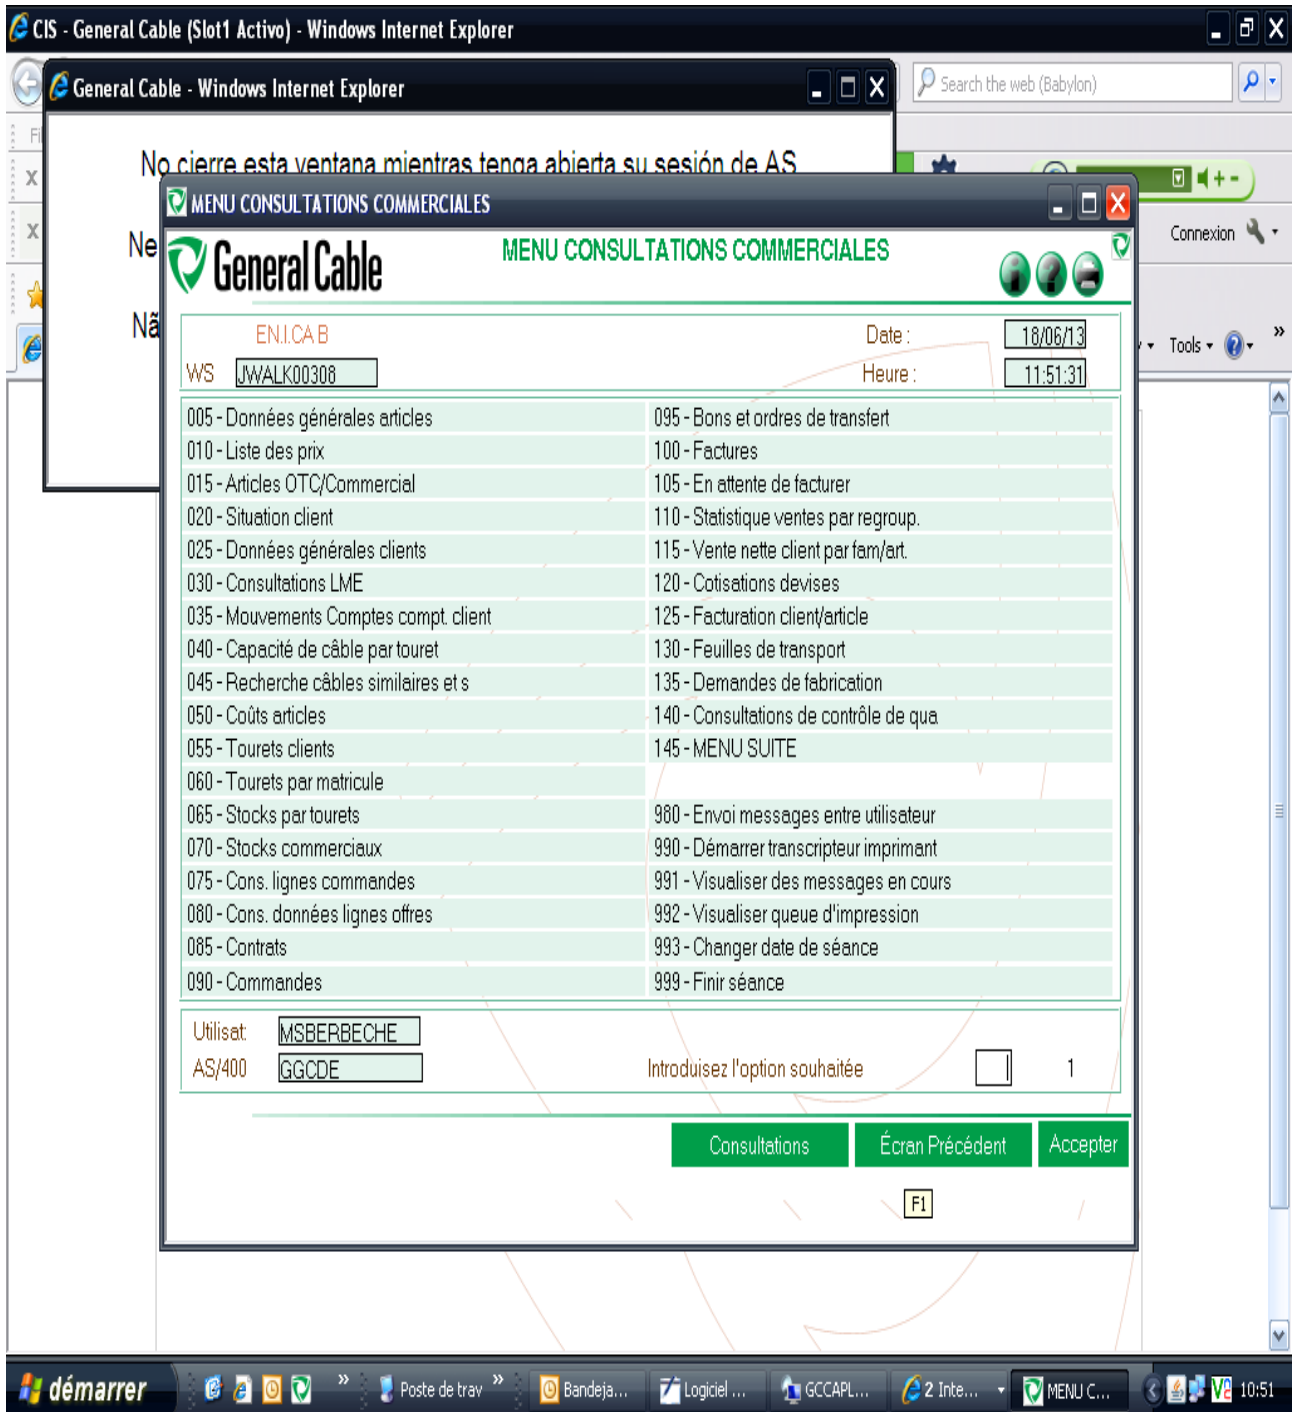 CIS - General Cable (Slot1 Activo) - Windows Internet Explorer
General Cable - Windows Internet Explorer
Search the web (Babylon)
Fi
No cierre esta ventana mientras tenga abierta su sesión de AS
X
X
Ne
Nã
Connexion
Tools
»
MENU CONSULTATIONS COMMERCIALES
General Cable
MENU CONSULTATIONS COMMERCIALES
EN.I.CA B
Date :
18/06/13
WS
JWALK00308
Heure :
11:51:31
005 - Données générales articles
095 - Bons et ordres de transfert
010 - Liste des prix
100 - Factures
015 - Articles OTC/Commercial
105 - En attente de facturer
020 - Situation client
110 - Statistique ventes par regroup.
025 - Données générales clients
115 - Vente nette client par fam/art.
030 - Consultations LME
120 - Cotisations devises
035 - Mouvements Comptes compt. client
125 - Facturation client/article
040 - Capacité de câble par touret
130 - Feuilles de transport
045 - Recherche câbles similaires et s
135 - Demandes de fabrication
050 - Coûts articles
140 - Consultations de contrôle de qua
055 - Tourets clients
145 - MENU SUITE
060 - Tourets par matricule
065 - Stocks par tourets
980 - Envoi messages entre utilisateur
070 - Stocks commerciaux
990 - Démarrer transcripteur imprimant
075 - Cons. lignes commandes
991 - Visualiser des messages en cours
080 - Cons. données lignes offres
992 - Visualiser queue d'impression
085 - Contrats
993 - Changer date de séance
090 - Commandes
999 - Finir séance
Utilisat:
MSBERBECHE
AS/400
GGCDE
Introduisez l'option souhaitée
1
Consultations
Écran Précédent
Accepter
F1
démarrer
»
Poste de trav
»
Bandeja...
Logiciel ...
GCCAPL...
2 Inte...
MENU C...
10:51